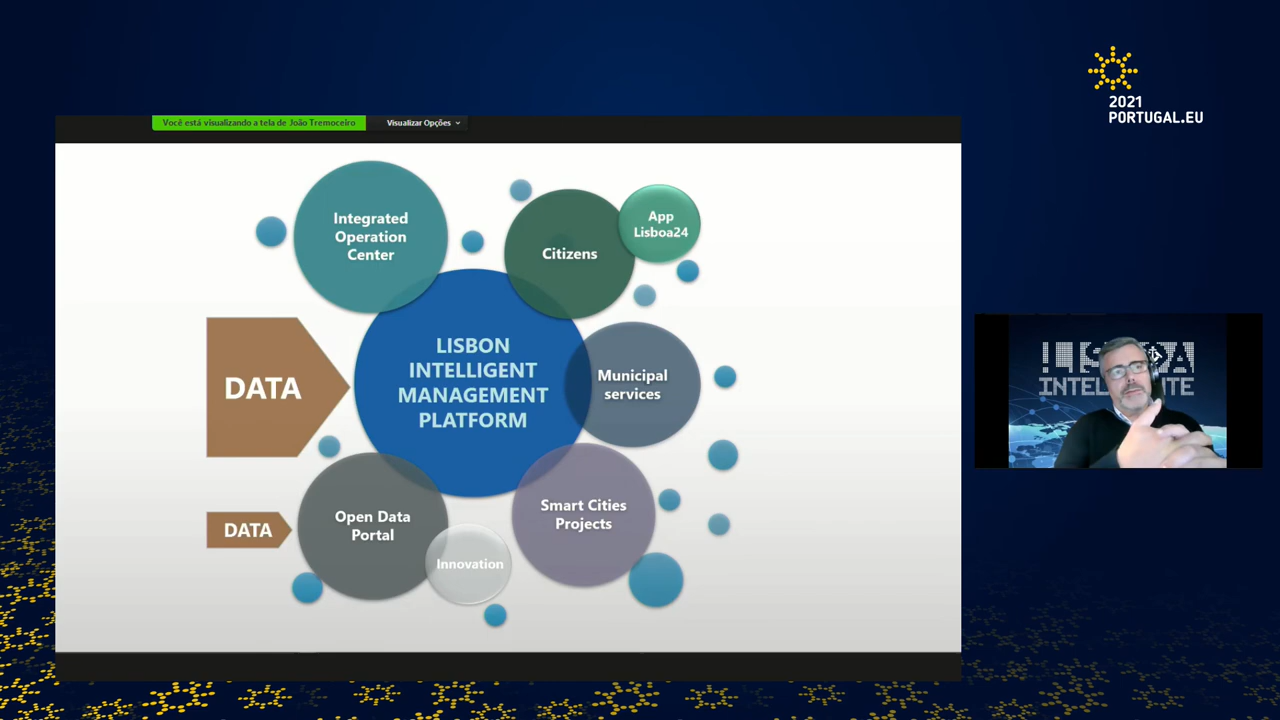 2021
PORTUGAL.EU
Você está visualizando a tela de João Tremoceiro
Visualizar Opções
Integrated
Operation
Center
Citizens
App
Lisboa24
LISBON
INTELLIGENT
MANAGEMENT
PLATFORM
DATA
Municipal
services
Smart Cities
Projects
DATA
Open Data
Portal
Innovation